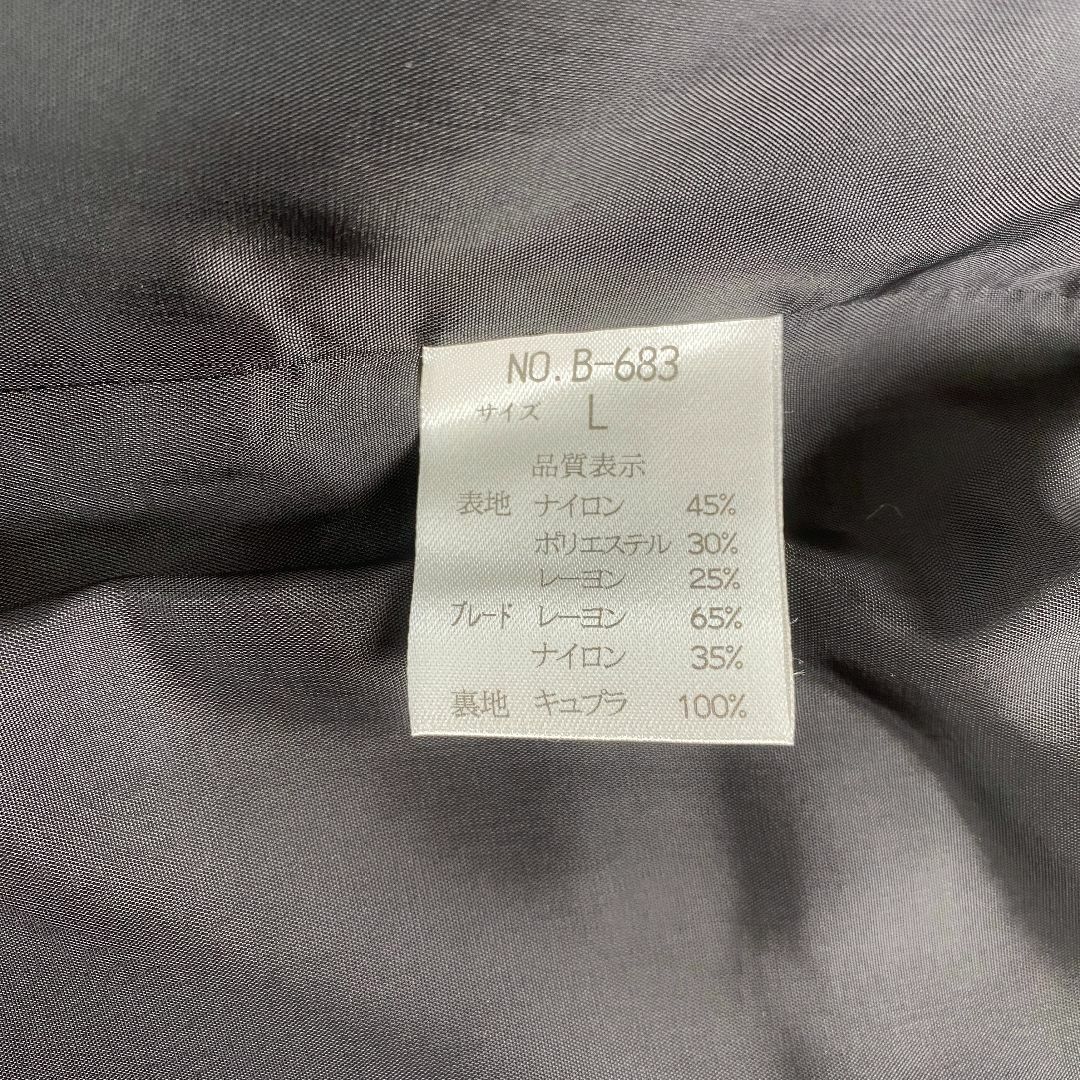 NO. B-683
サイズ L
品質表示
表地 ナイロン 45%
ポリエステル 30%
レーヨン 25%
ブレード レーヨン 65%
ナイロン 35%
裏地 キュプラ 100%